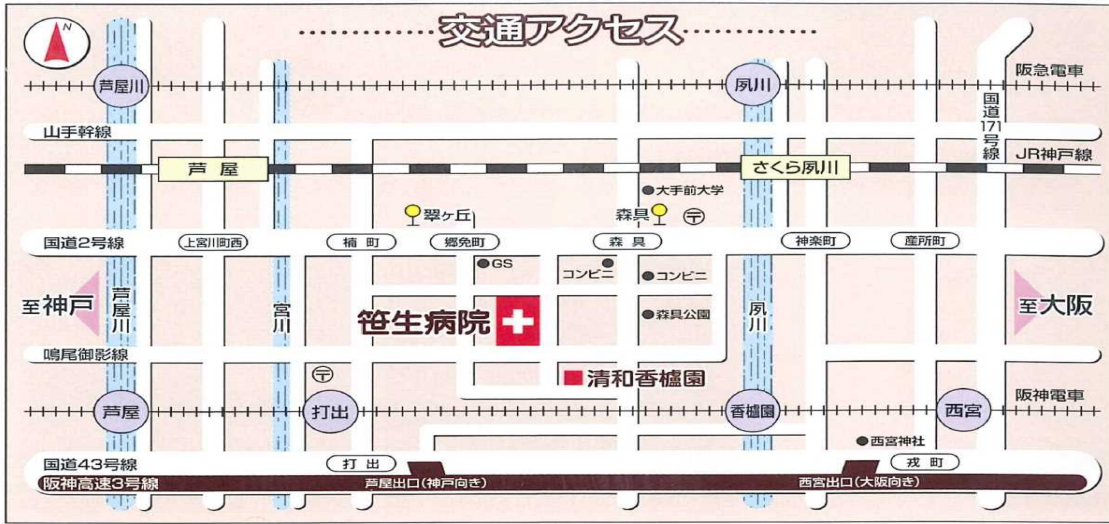 交通アクセス
N
芦屋川
夙川
阪急電車
山手幹線
国道171号線
JR神戸線
芦屋
さくら夙川
大手前大学
翠ケ丘
森具
〒
国道2号線
上宮川町西
楠町
郷免町
森具
神楽町
産所町
GS
コンビニ
コンビニ
至神戸
芦屋川
宮川
笹生病院
森具公園
夙川
至大阪
鳴尾御影線
〒
清和香櫨園
芦屋
打出
香櫨園
西宮
阪神電車
西宮神社
国道43号線
打出
戎町
阪神高速3号線
芦屋出口(神戸向き)
西宮出口(大阪向き)